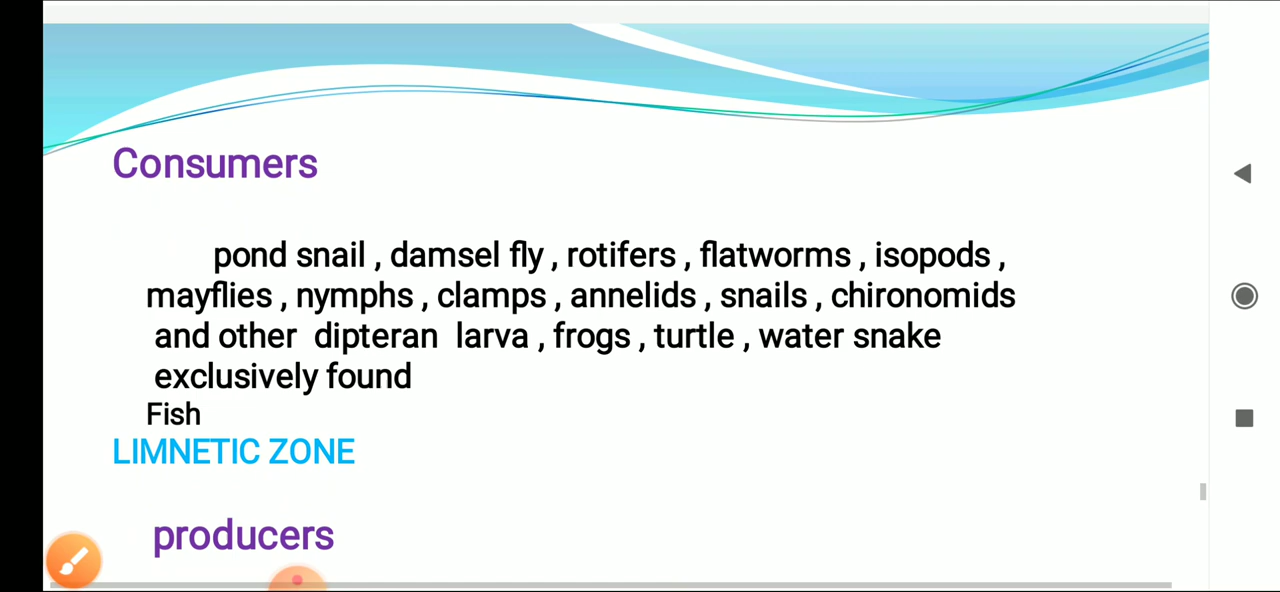 Consumers
pond snail , damsel fly , rotifers , flatworms , isopods ,
mayflies , nymphs , clamps , annelids , snails , chironomids
and other dipteran larva , frogs , turtle , water snake
exclusively found
Fish
LIMNETIC ZONE
producers